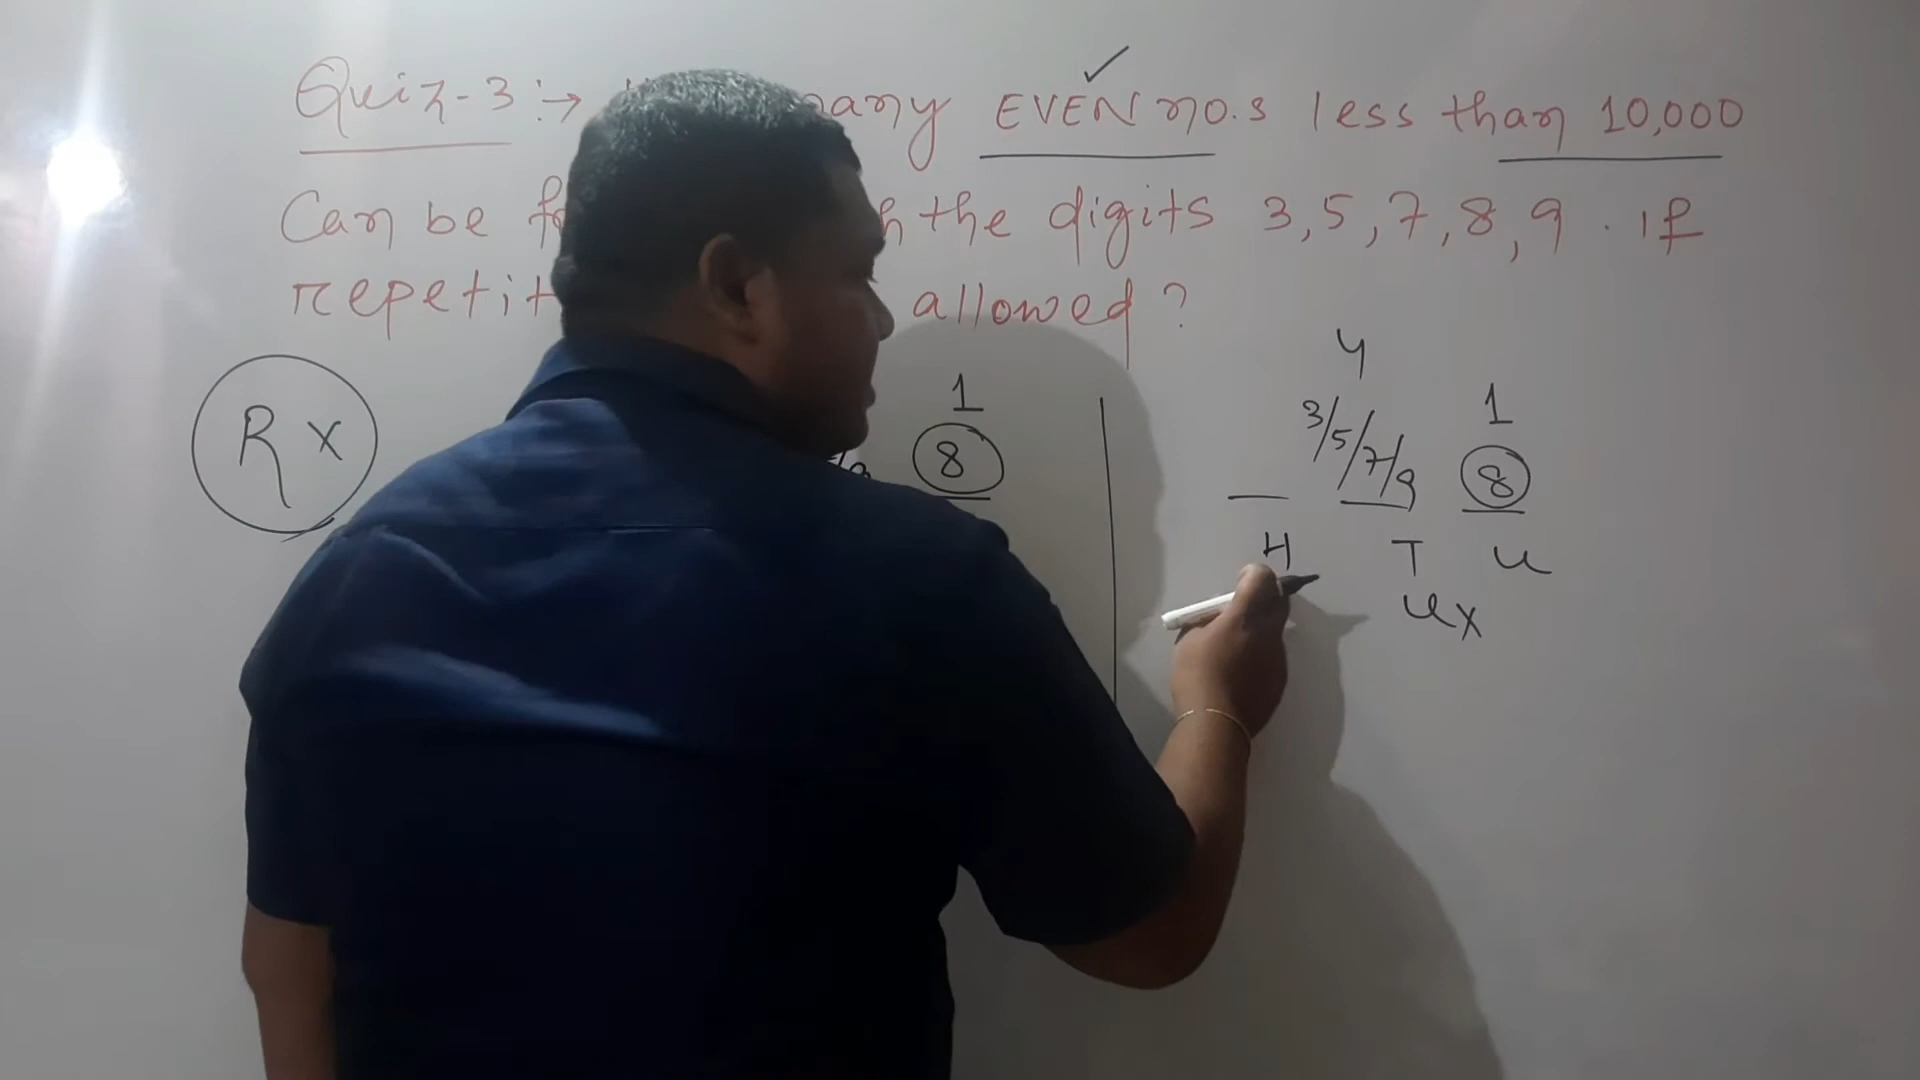 Quiz-3:→ many EVEN no.s less than 10,000
Can be the digits 3,5,7,8,9. if
allowed?
R x
1
8
4
3/5/7/9
1
8
H T U
Ux